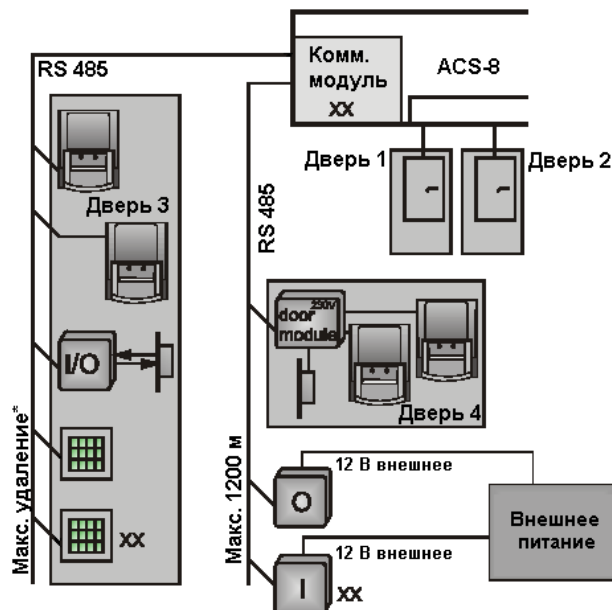 RS 485
Комм.
модуль
XX
ACS-8
Дверь 1
Дверь 2
Дверь 3
I/O
XX
Макс. удаление*
RS 485
230V
door
module
Дверь 4
Макс. 1200 м
O
12 В внешнее
I
12 В внешнее
XX
Внешнее
питание